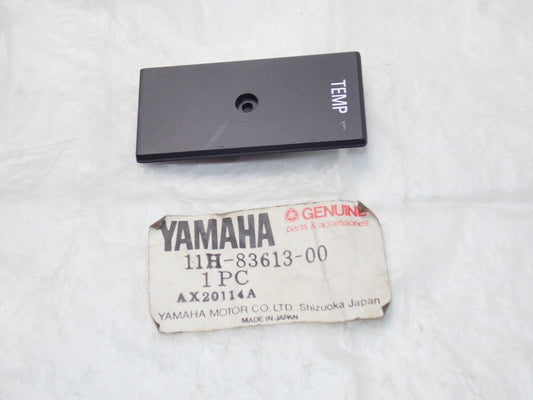 TEMP
YAMAHA
GENUINE
parts & accessories
11H-83613-00
1 PC
AX20114A
YAMAHA MOTOR CO. LTD. Shizuoka Japan
MADE IN JAPAN